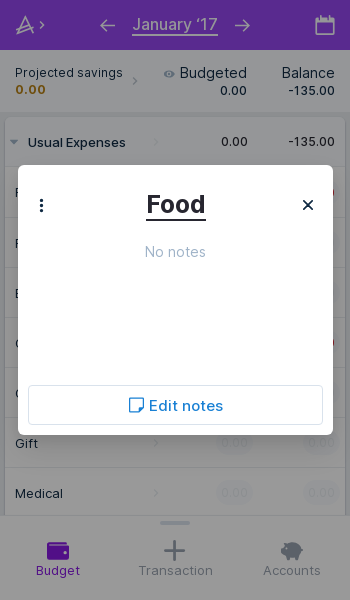 January ‘17
Projected savings
0.00
Budgeted
0.00
Balance
-135.00
Usual Expenses 0.00 -135.00
Food
No notes
Edit notes
Gift 0.00 0.00
Medical 0.00 0.00
Budget
Transaction
Accounts